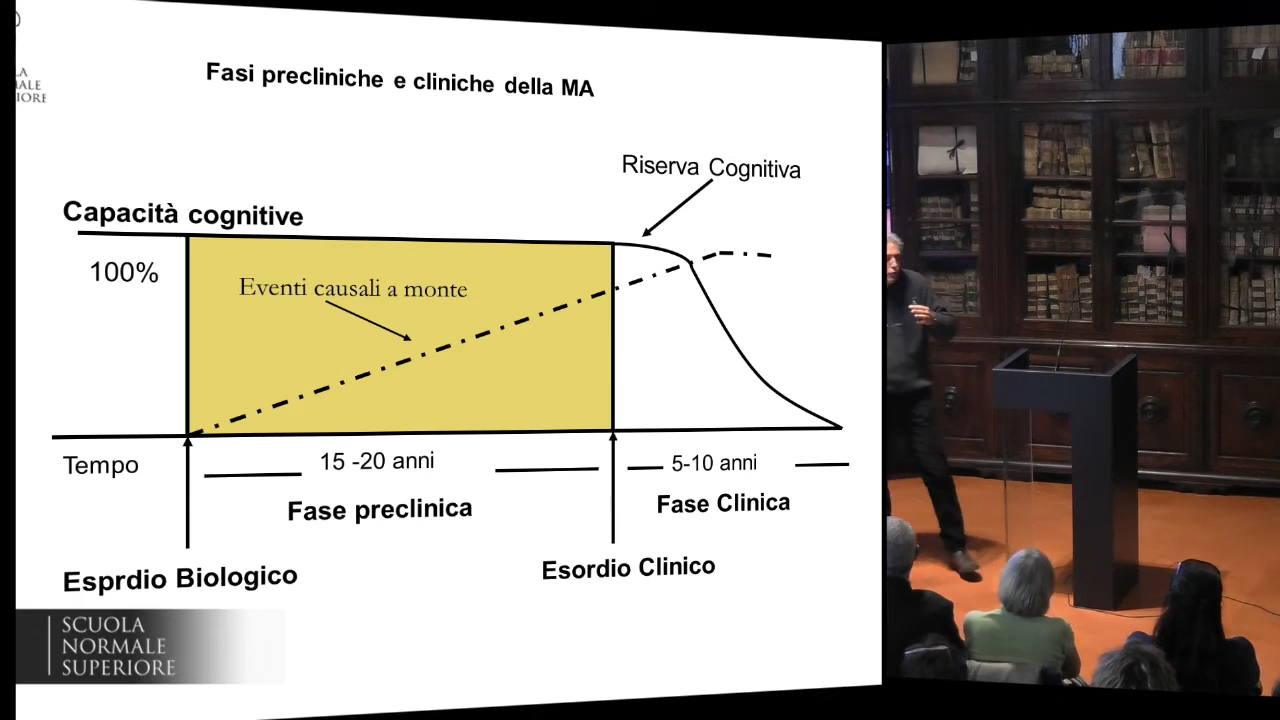 Fasi precliniche e cliniche della MA
Riserva Cognitiva
Capacità cognitive
100%
Eventi causali a monte
Tempo
15 -20 anni
5-10 anni
Fase preclinica
Fase Clinica
Esprdio Biologico
Esordio Clinico
SCUOLA
NORMALE
SUPERIORE